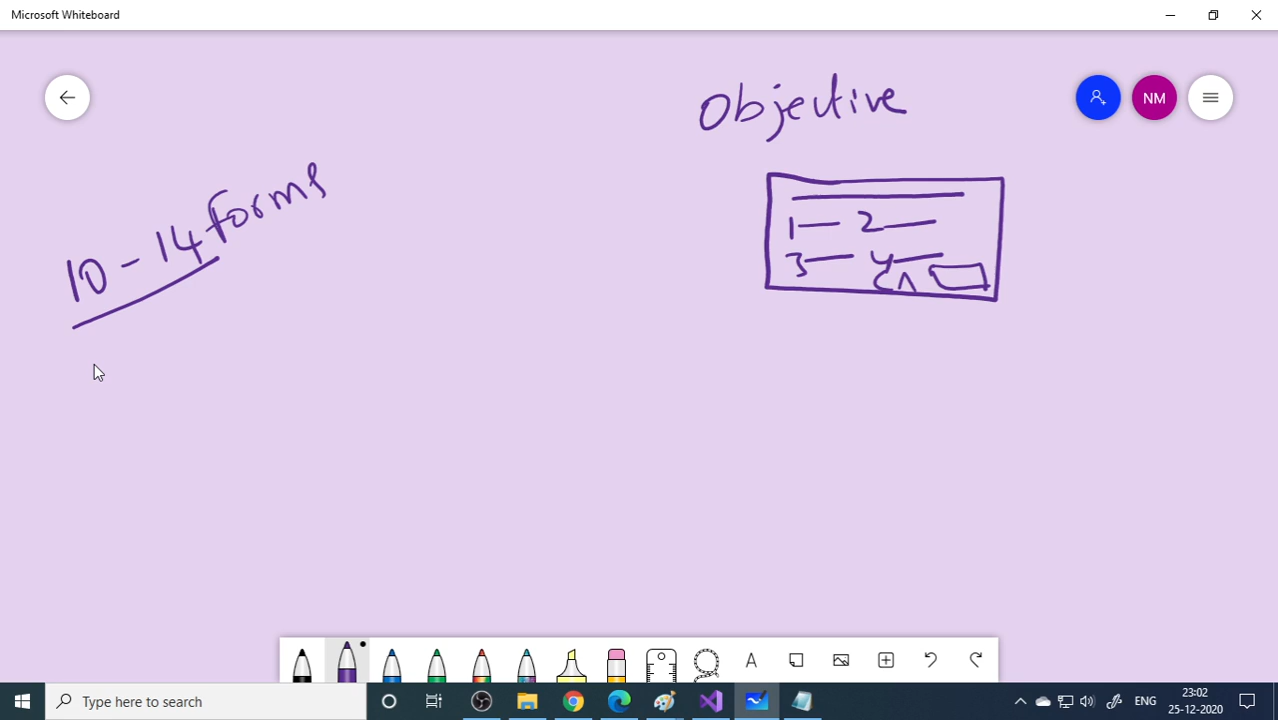 Microsoft Whiteboard
Objective
NM
10 - 14 Forms
1 2
3 4
CA
A
Type here to search
ENG
23:02
25-12-2020